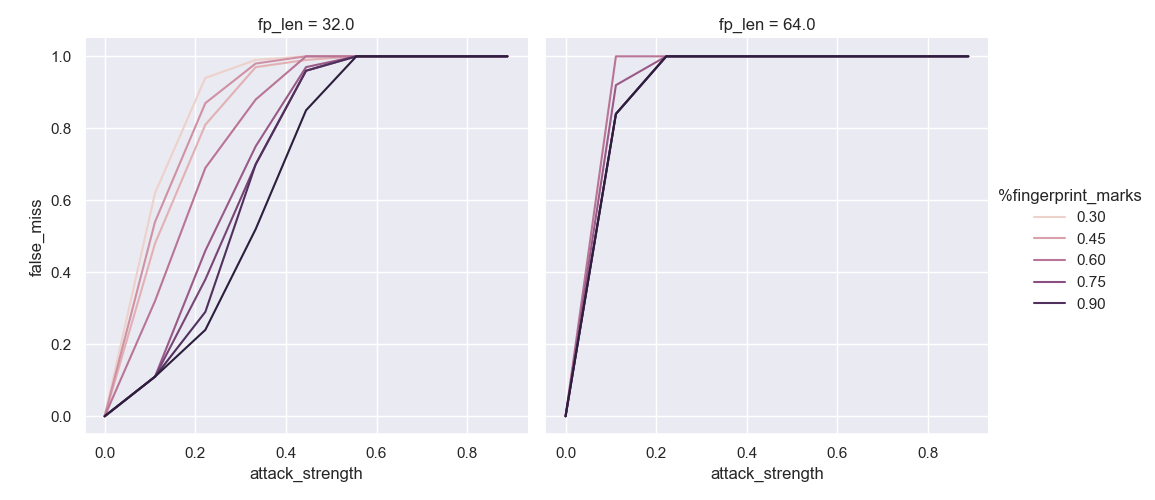 fp_len = 32.0
fp_len = 64.0
1.0
0.8
0.6
0.4
0.2
0.0
false_miss
0.0 0.2 0.4 0.6 0.8
attack_strength
0.0 0.2 0.4 0.6 0.8
attack_strength
%fingerprint_marks
0.30
0.45
0.60
0.75
0.90